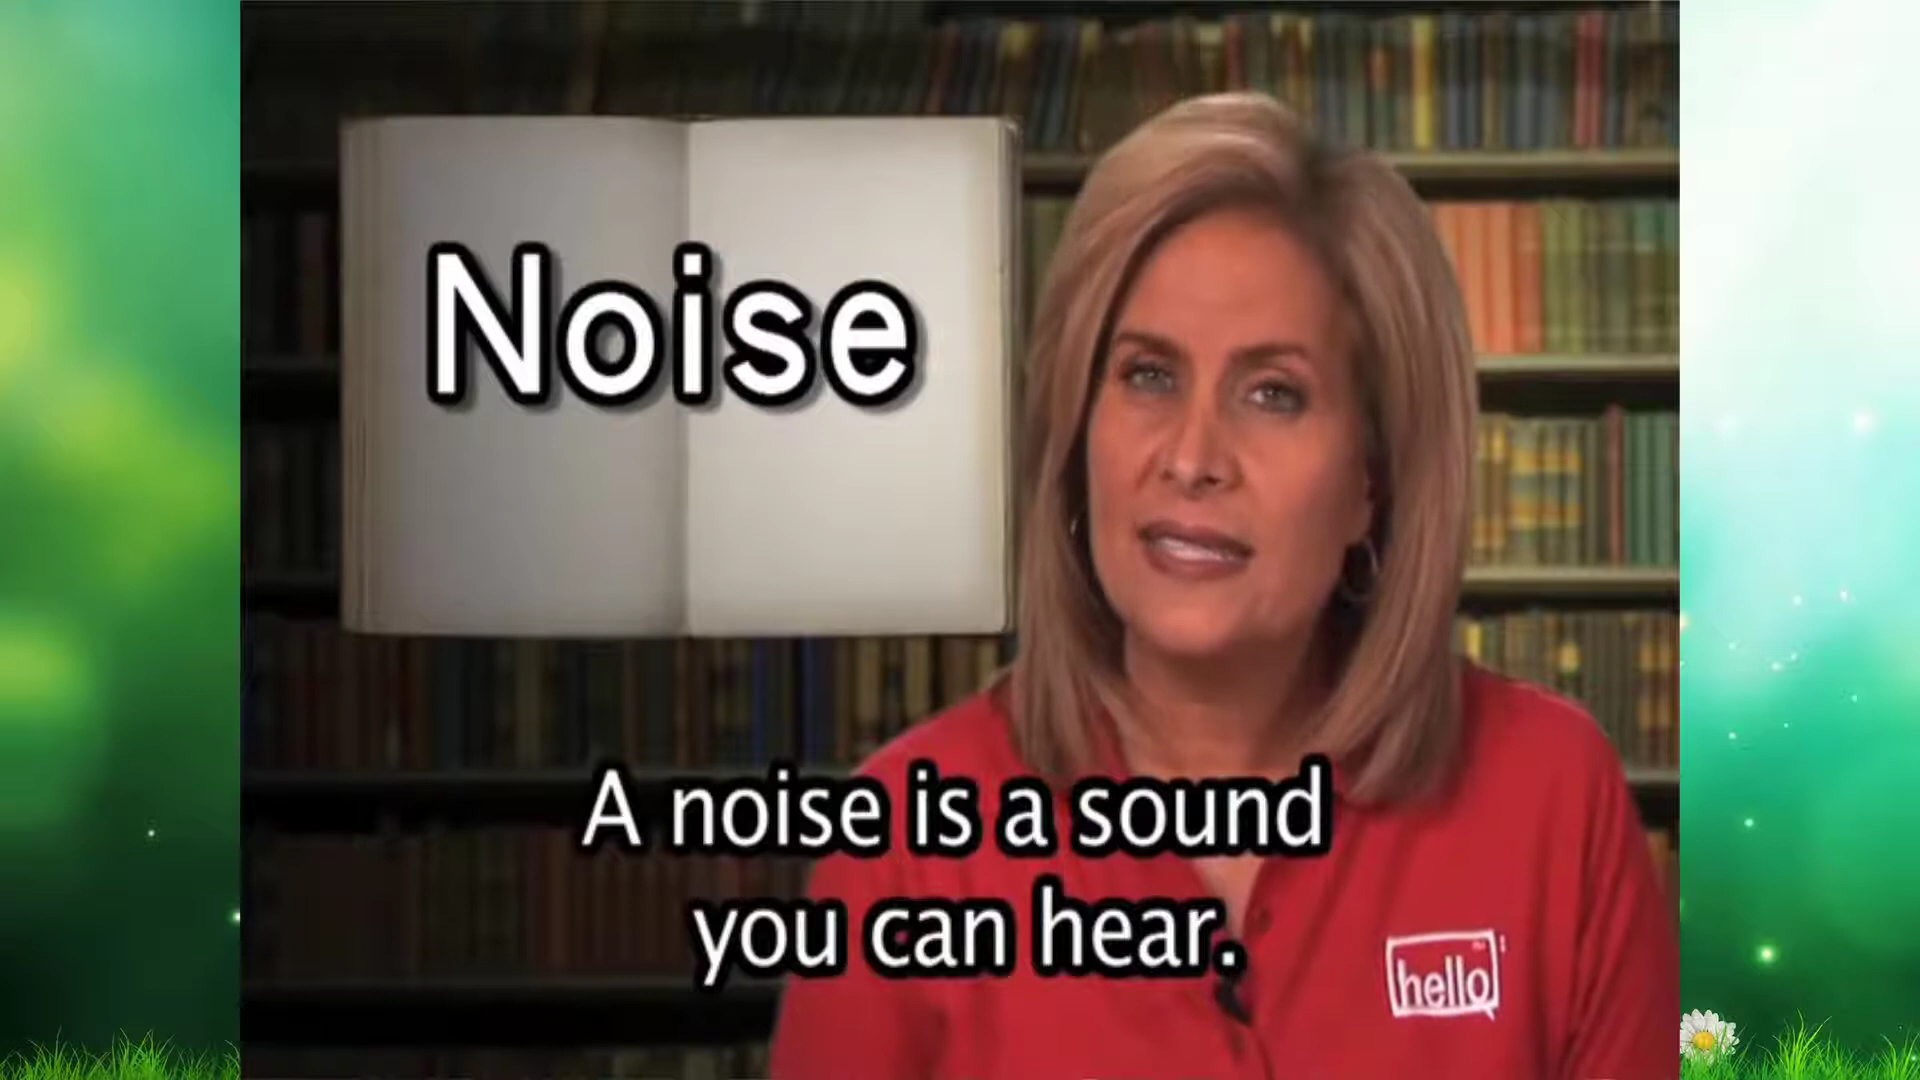 Noise
A noise is a sound
you can hear.
hello